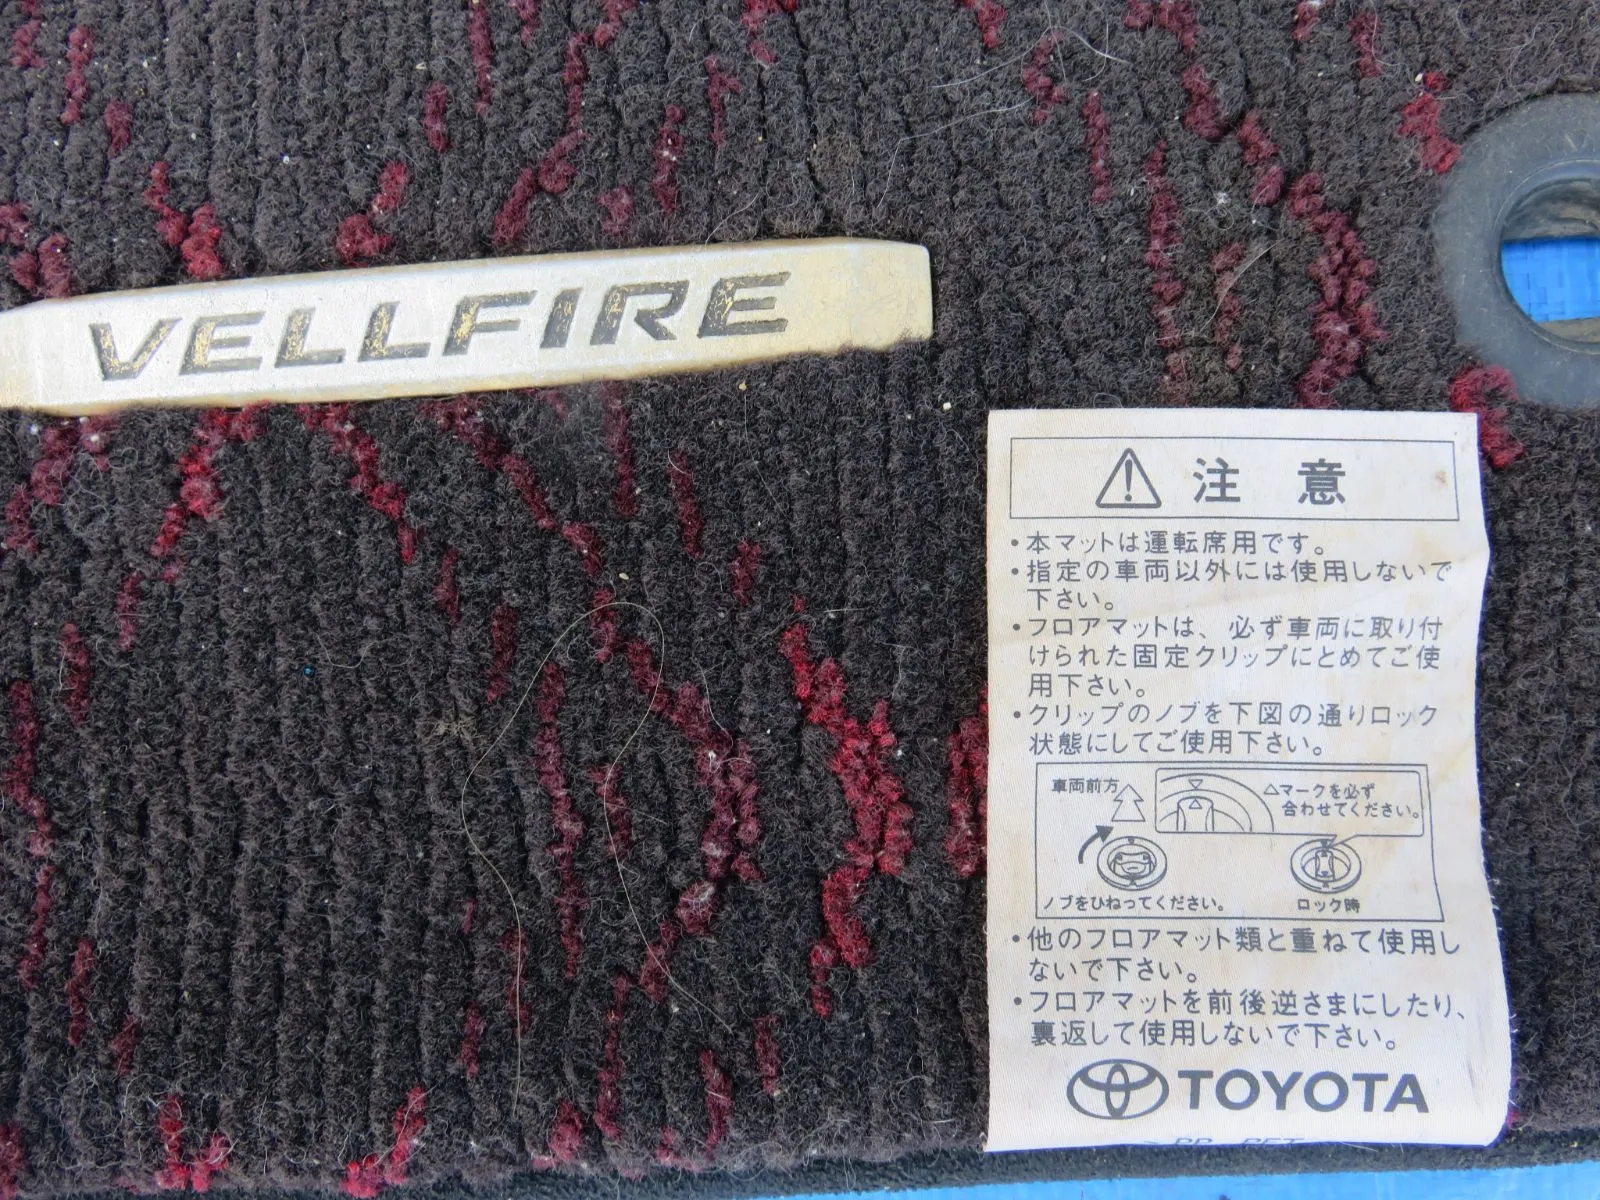 VELLFIRE
注意
・本マットは運転席用です。
・指定の車両以外には使用しないで
下さい。
・フロアマットは、必ず車両に取り付
けられた固定クリップにとめてご使
用下さい。
・クリップのノブを下図の通りロック
状態にしてご使用下さい。
車両前方
△マークを必ず
合わせてください。
ノブをひねってください。
ロック時
・他のフロアマット類と重ねて使用し
ないで下さい。
・フロアマットを前後逆さまにしたり、
裏返して使用しないで下さい。
TOYOTA